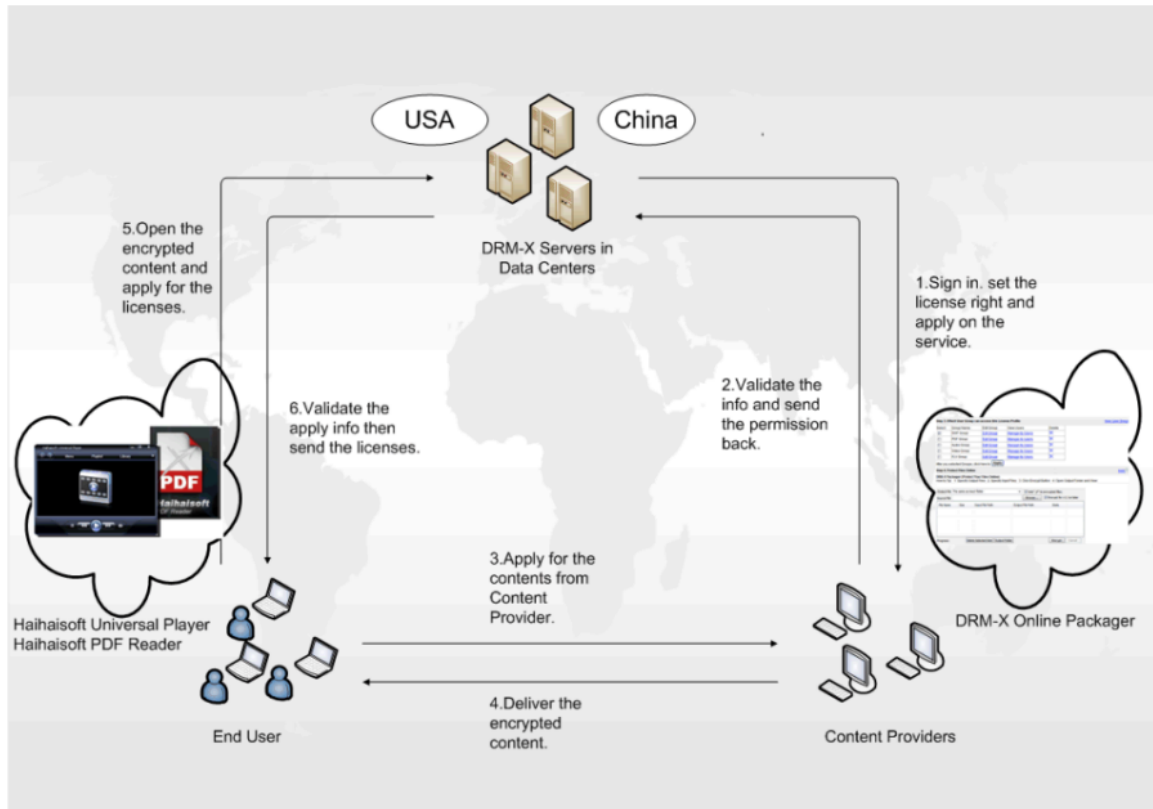 USA
China
DRM-X Servers in
Data Centers
5.Open the
encrypted
content and
apply for the
licenses.
1.Sign in. set the
license right and
apply on the
service.
2.Validate the
info and send
the permission
back.
6.Validate the
apply info then
send the licenses.
PDF
Haihaisoft
PDF Reader
3.Apply for the
contents from
Content
Provider.
Haihaisoft Universal Player
Haihaisoft PDF Reader
DRM-X Online Packager
4.Deliver the
encrypted
content.
End User
Content Providers